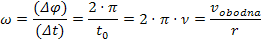 ω = (Δφ)/(Δt) = 2·π/t₀ = 2·π·ν = v_obodna/r